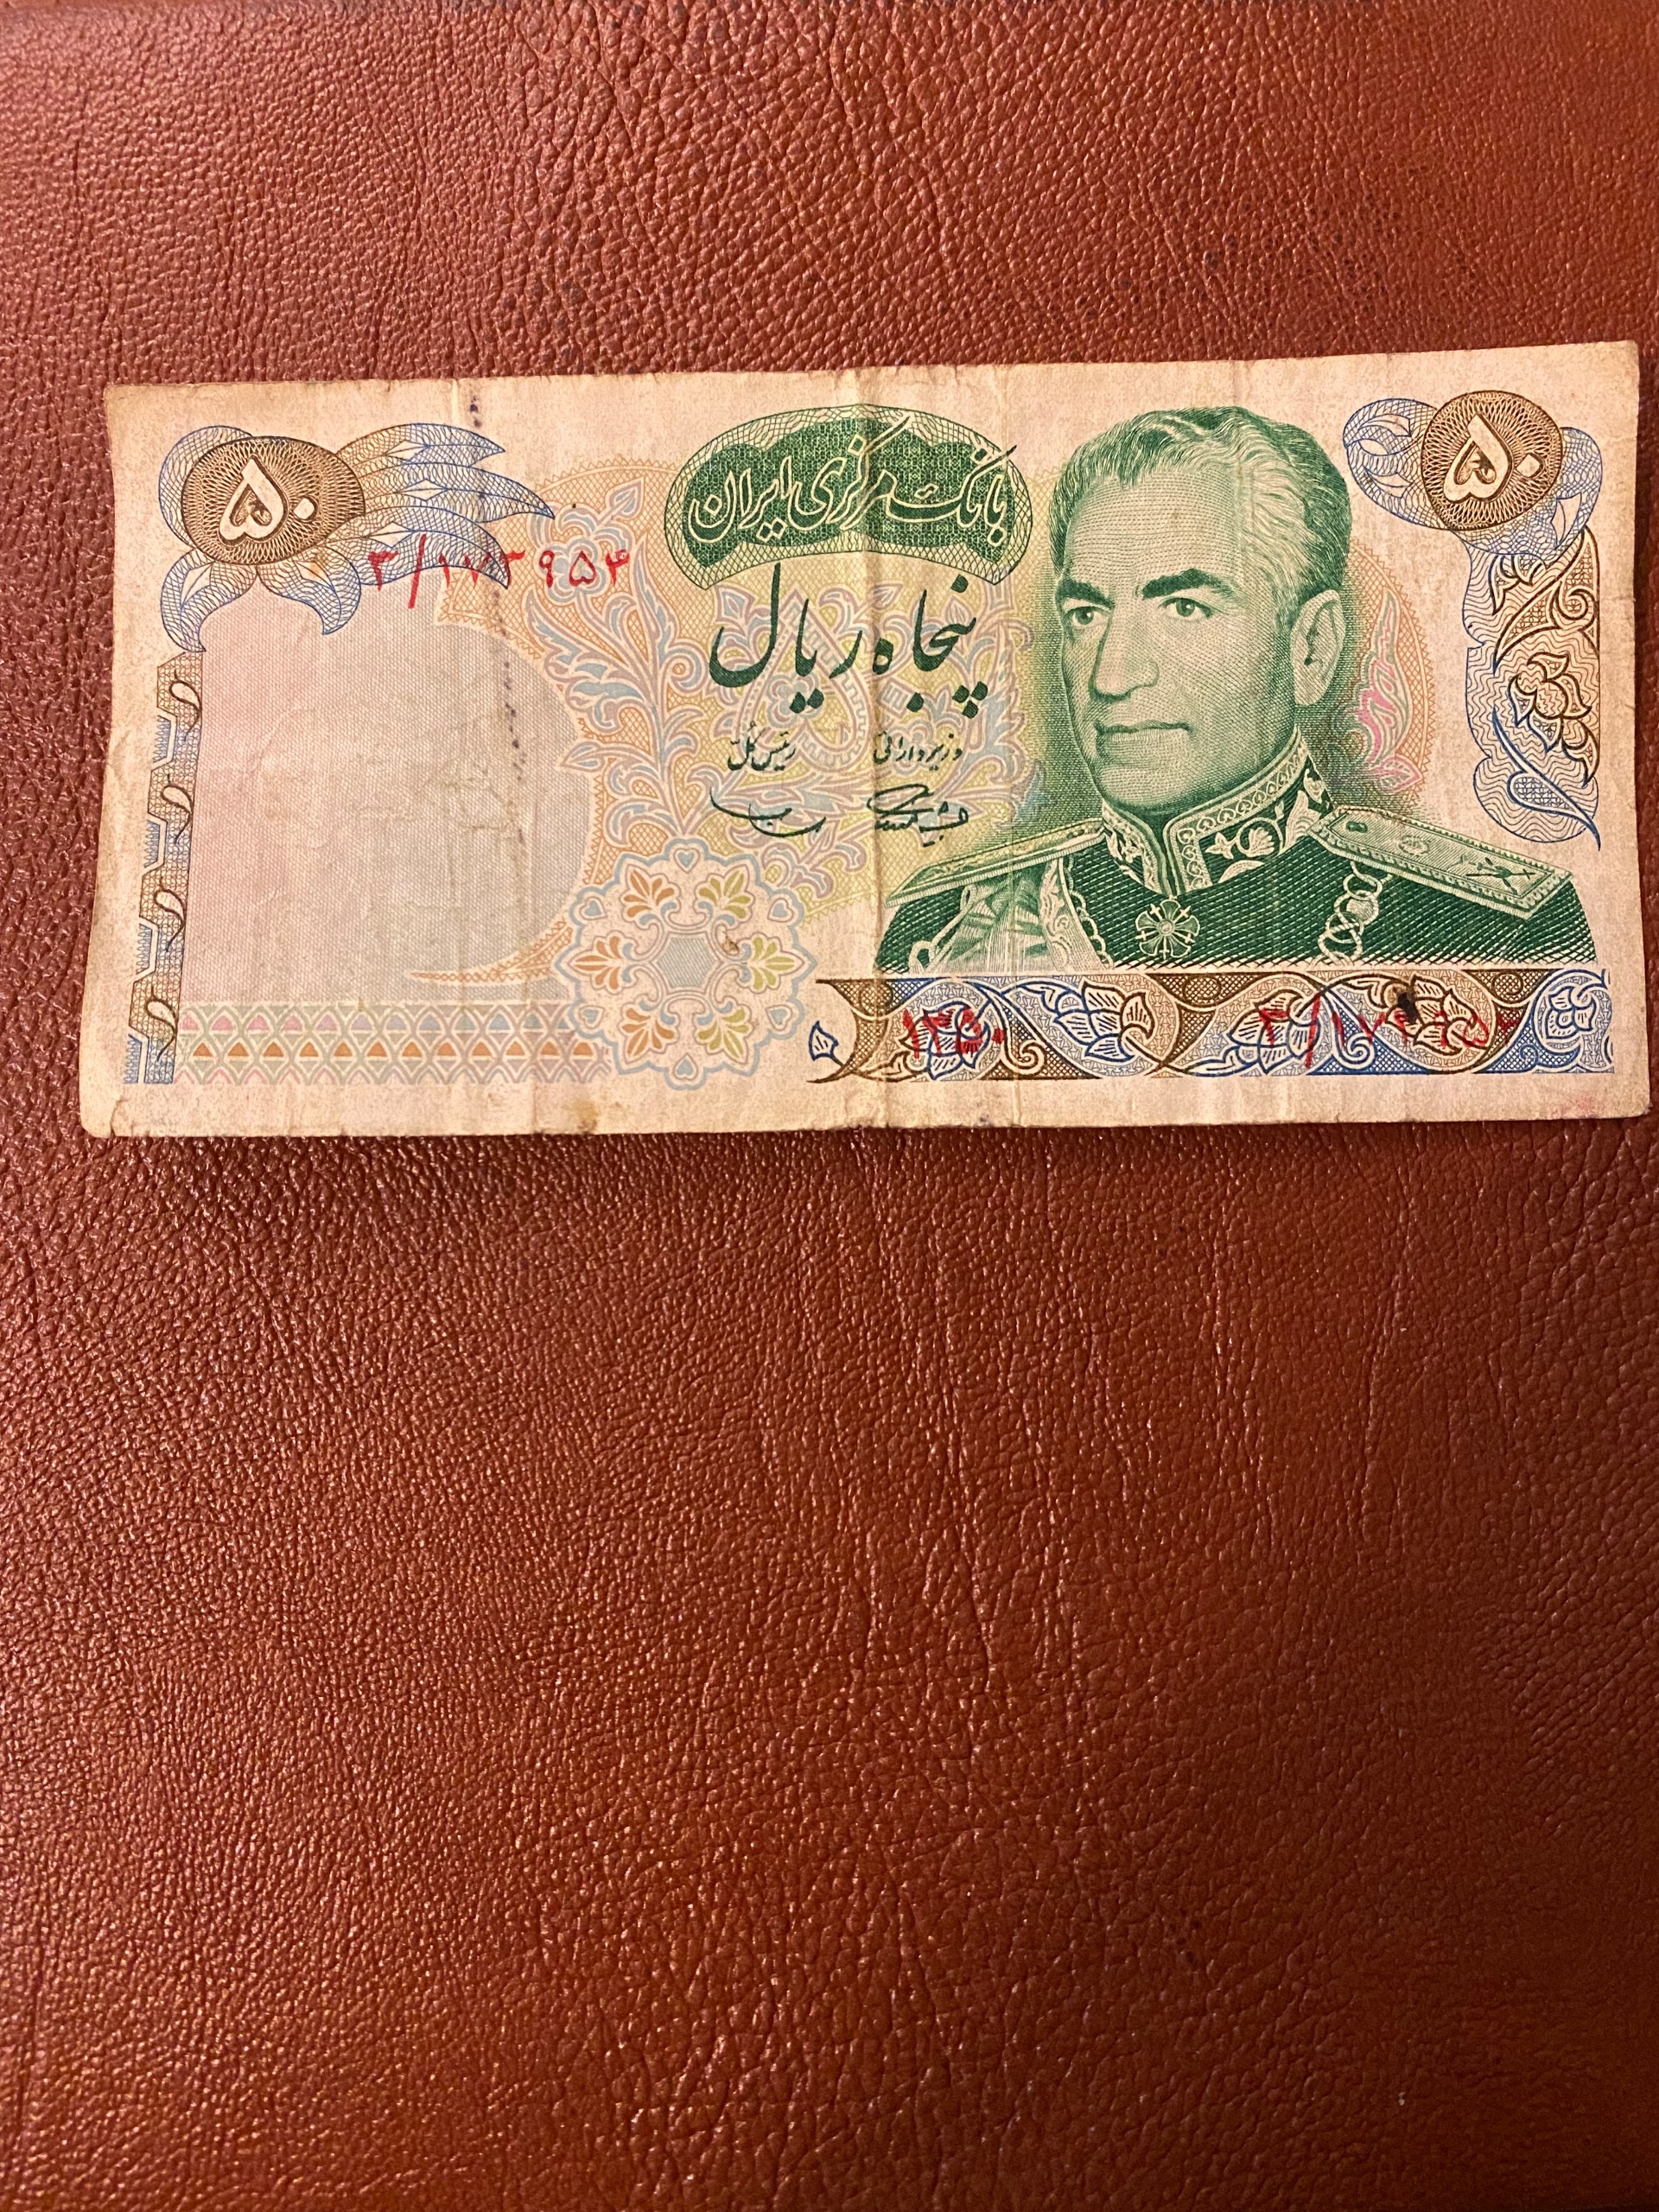 ۵۰
بانک مرکزی ایران
۵۰
۳/۱۷۳۹۵۴
پنجاه ریال
وزیر دارائی
رئیس کل
۱۳۵۰